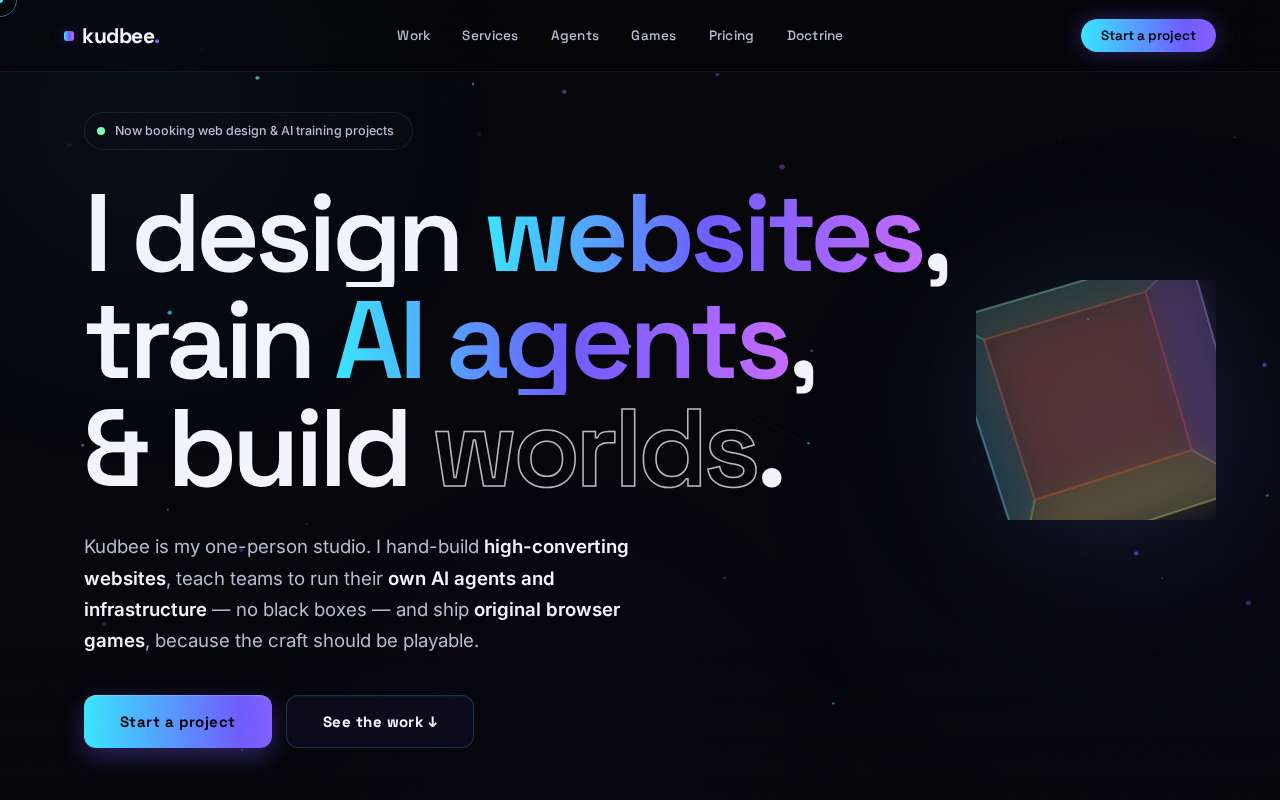 kudbee.
Work Services Agents Games Pricing Doctrine
Start a project
Now booking web design & AI training projects
I design websites,
train AI agents,
& build worlds.
Kudbee is my one-person studio. I hand-build high-converting
websites, teach teams to run their own AI agents and
infrastructure — no black boxes — and ship original browser
games, because the craft should be playable.
Start a project
See the work ↓